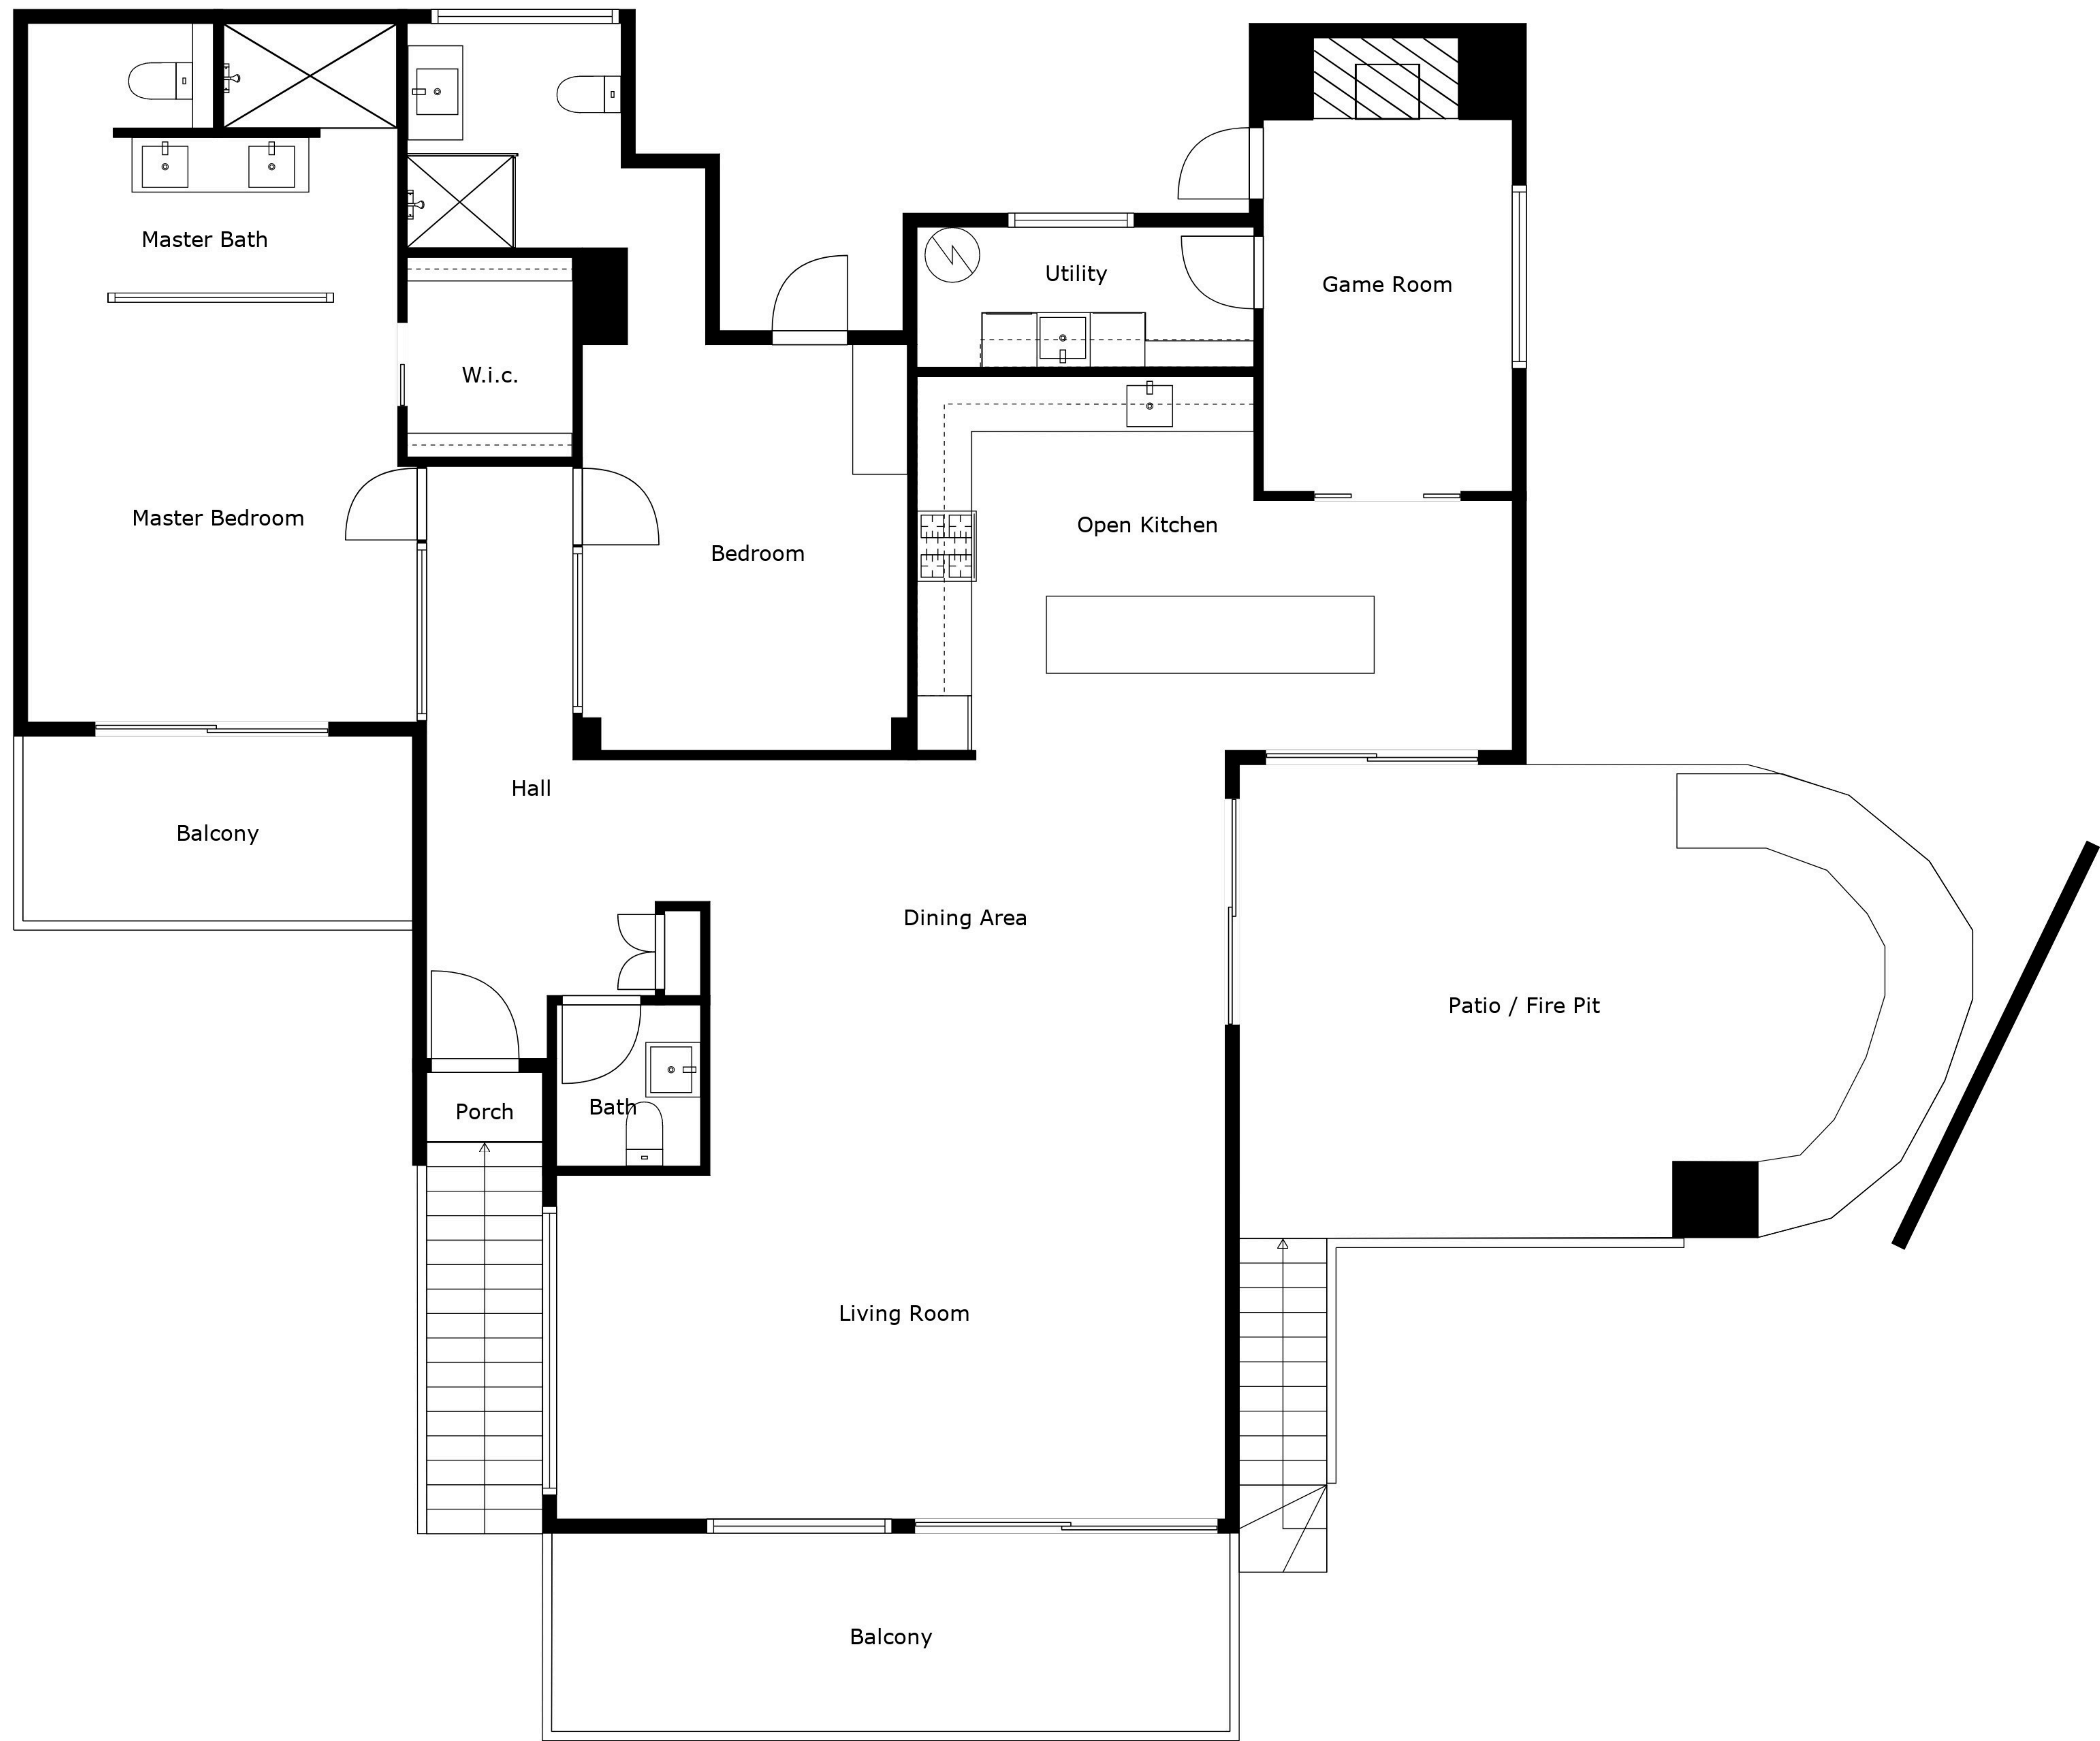 Master Bath
Utility
Game Room
W.i.c.
Master Bedroom
Open Kitchen
Bedroom
Hall
Balcony
Dining Area
Patio / Fire Pit
Porch
Bath
Living Room
Balcony